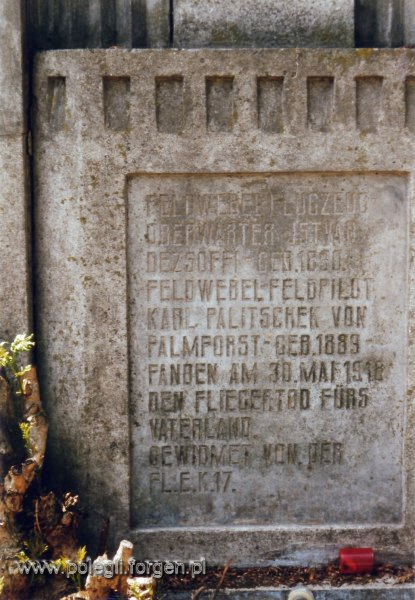 FELDWEBEL FLUGZEUG
OBERWARTER ISTVAN
DEZSOFFI GEB. 1890.
FELDWEBEL, FELDPILOT
KARL PALITSCHEK VON
PALMFORST - GEB. 1889 -
FANDEN AM 30. MAI 1918
DEN FLIEGERTOD FÜRS
VATERLAND.
GEWIDMET VON DER
FL. E. K. 17.
www.polegli.forgen.pl